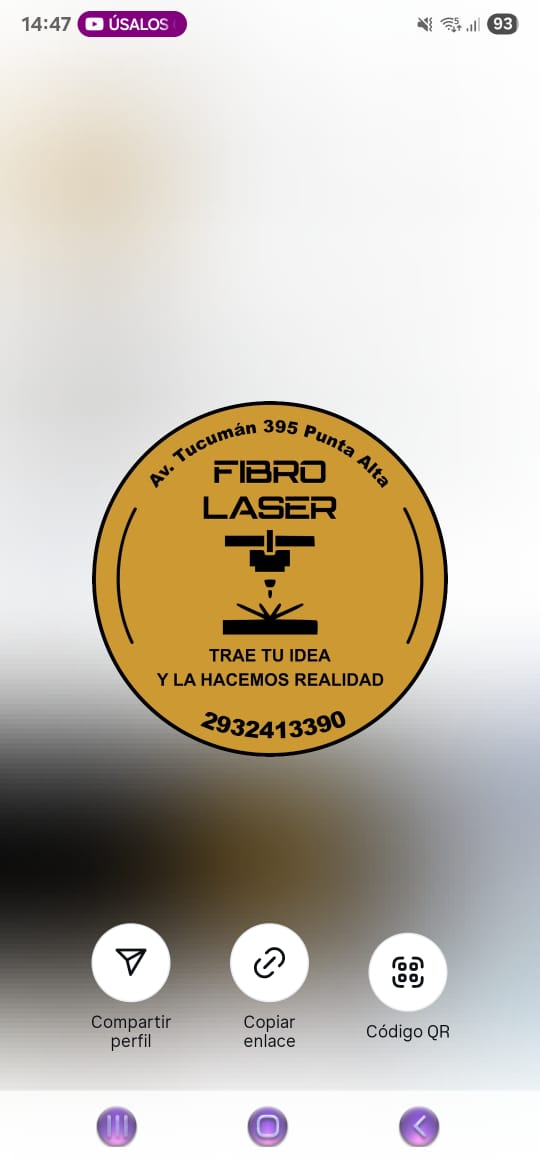 14:47
ÚSALOS
93
Av. Tucumán 395 Punta Alta
FIBRO
LASER
TRAE TU IDEA
Y LA HACEMOS REALIDAD
2932413390
Compartir
perfil
Copiar
enlace
Código QR